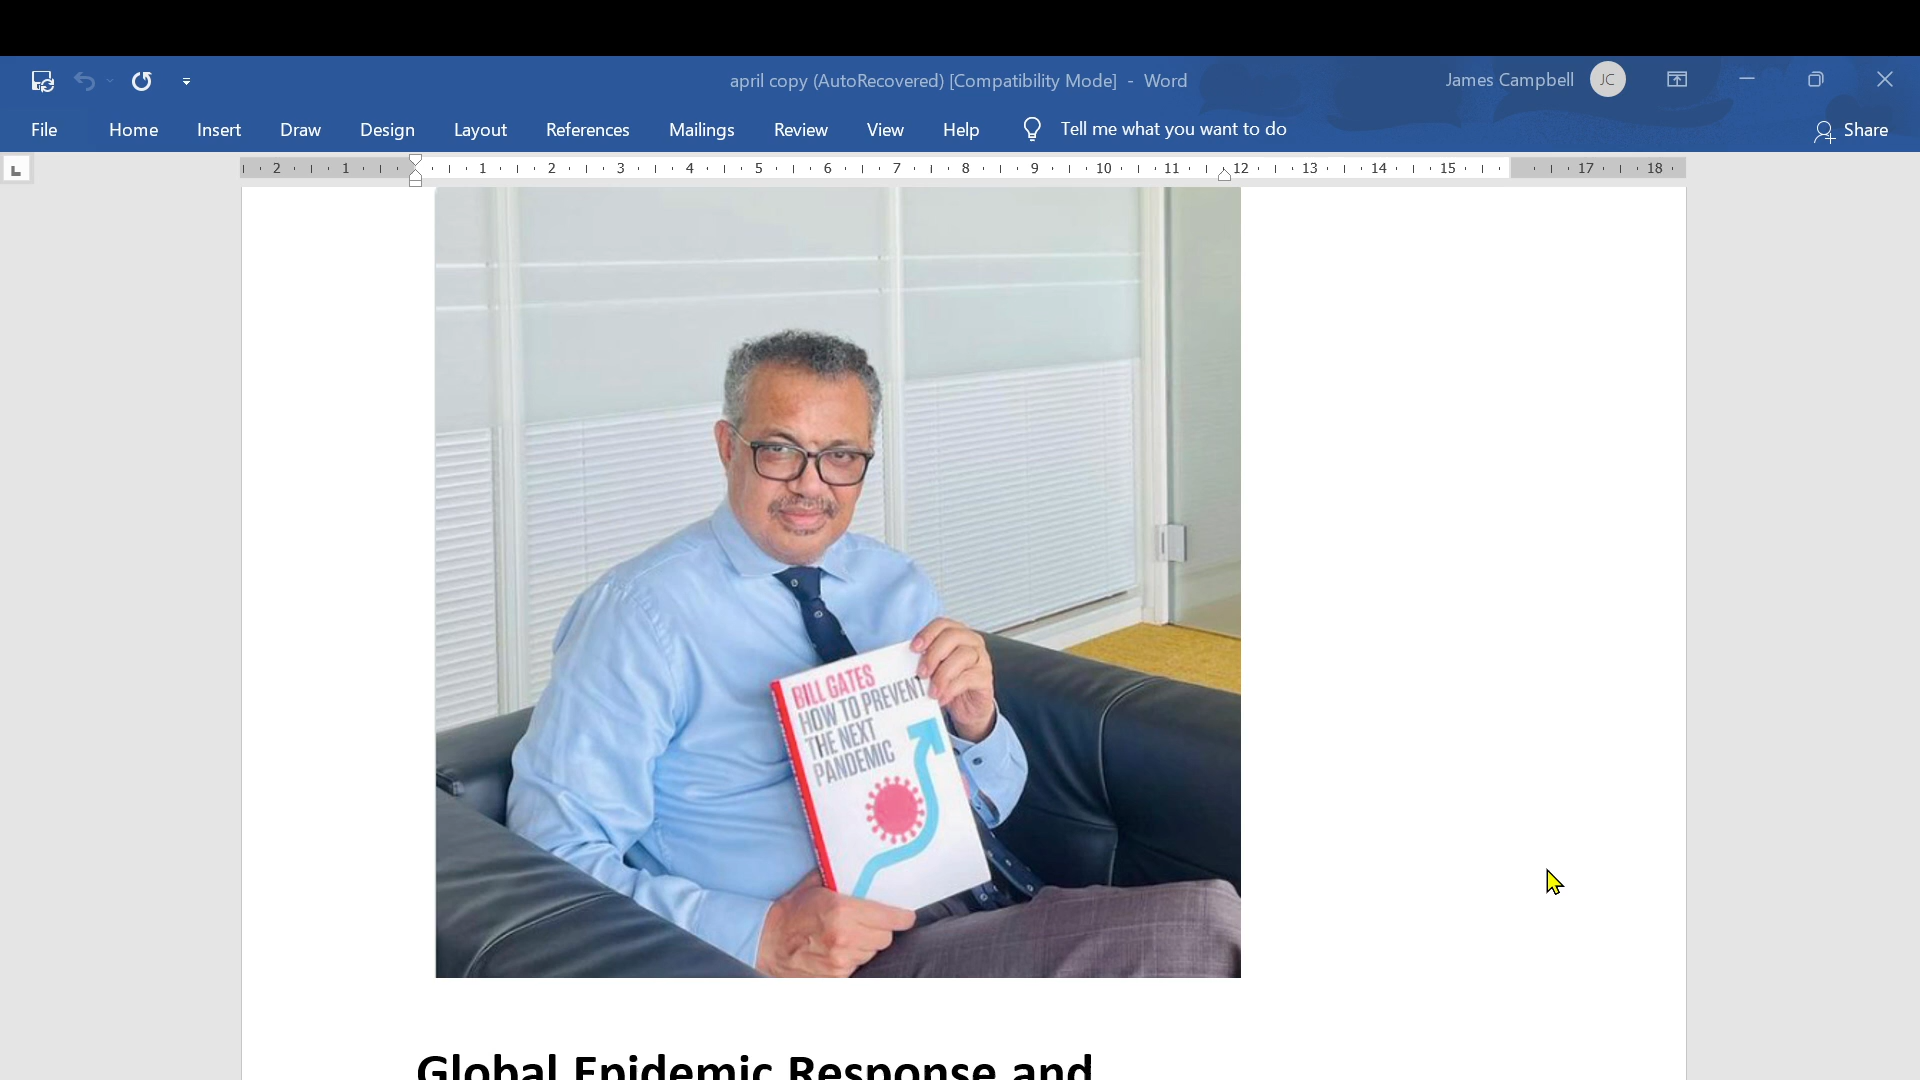 april copy (AutoRecovered) [Compatibility Mode] - Word
James Campbell JC
File Home Insert Draw Design Layout References Mailings Review View Help Tell me what you want to do Share
2 1 1 2 3 4 5 6 7 8 9 10 11 12 13 14 15 17 18
BILL GATES
HOW TO PREVENT
THE NEXT
PANDEMIC
Global Epidemic Response and